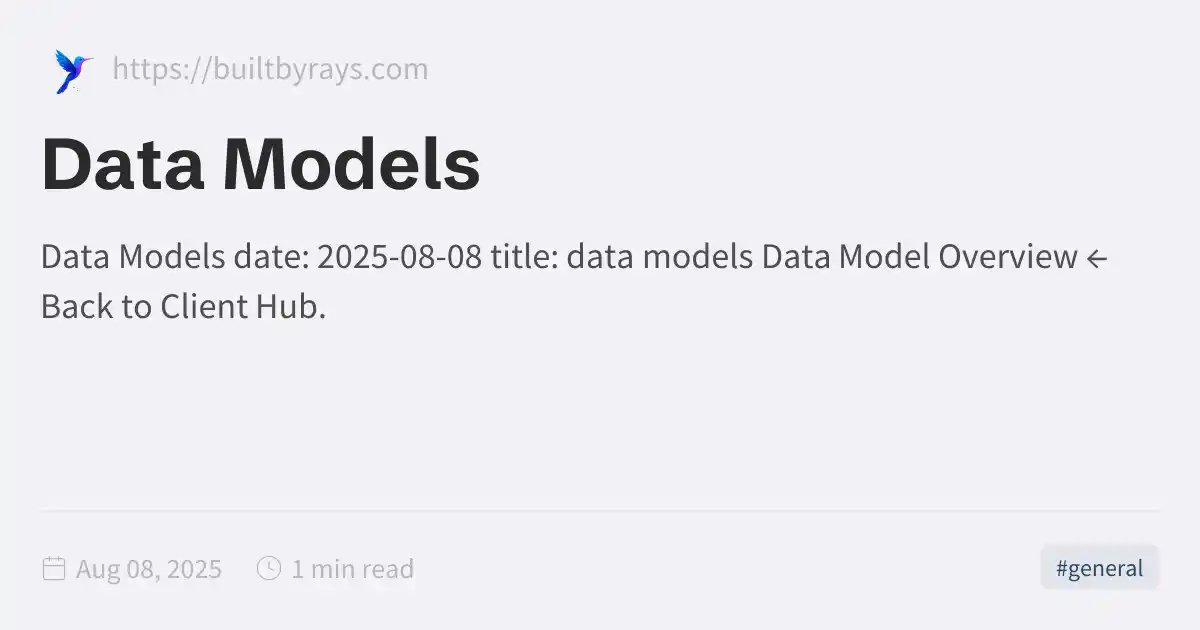 https://builtbyrays.com
Data Models
Data Models date: 2025-08-08 title: data models Data Model Overview ←
Back to Client Hub.
Aug 08, 2025 1 min read #general